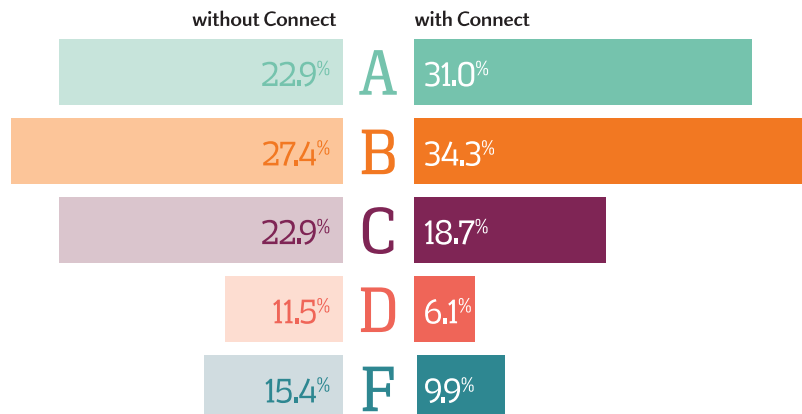 without Connect with Connect
22.9% A 31.0%
27.4% B 34.3%
22.9% C 18.7%
11.5% D 6.1%
15.4% F 9.9%